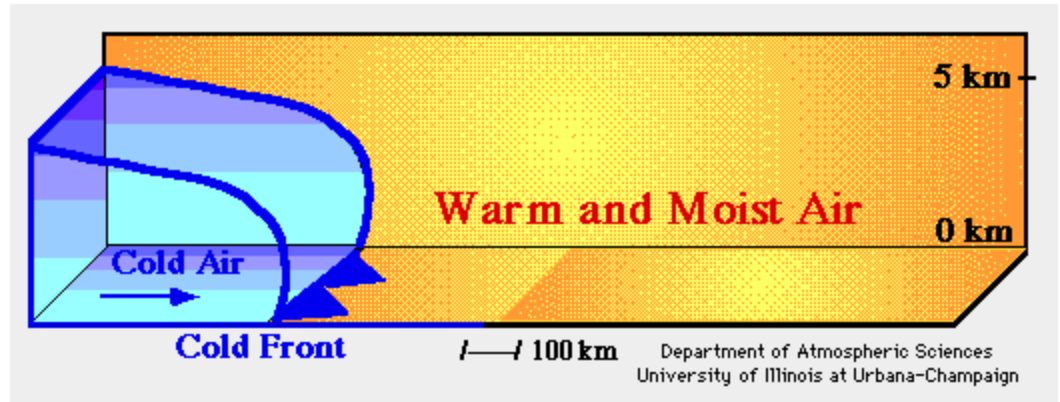 5 km
Warm and Moist Air
0 km
Cold Air
Cold Front
100 km
Department of Atmospheric Sciences
University of Illinois at Urbana-Champaign